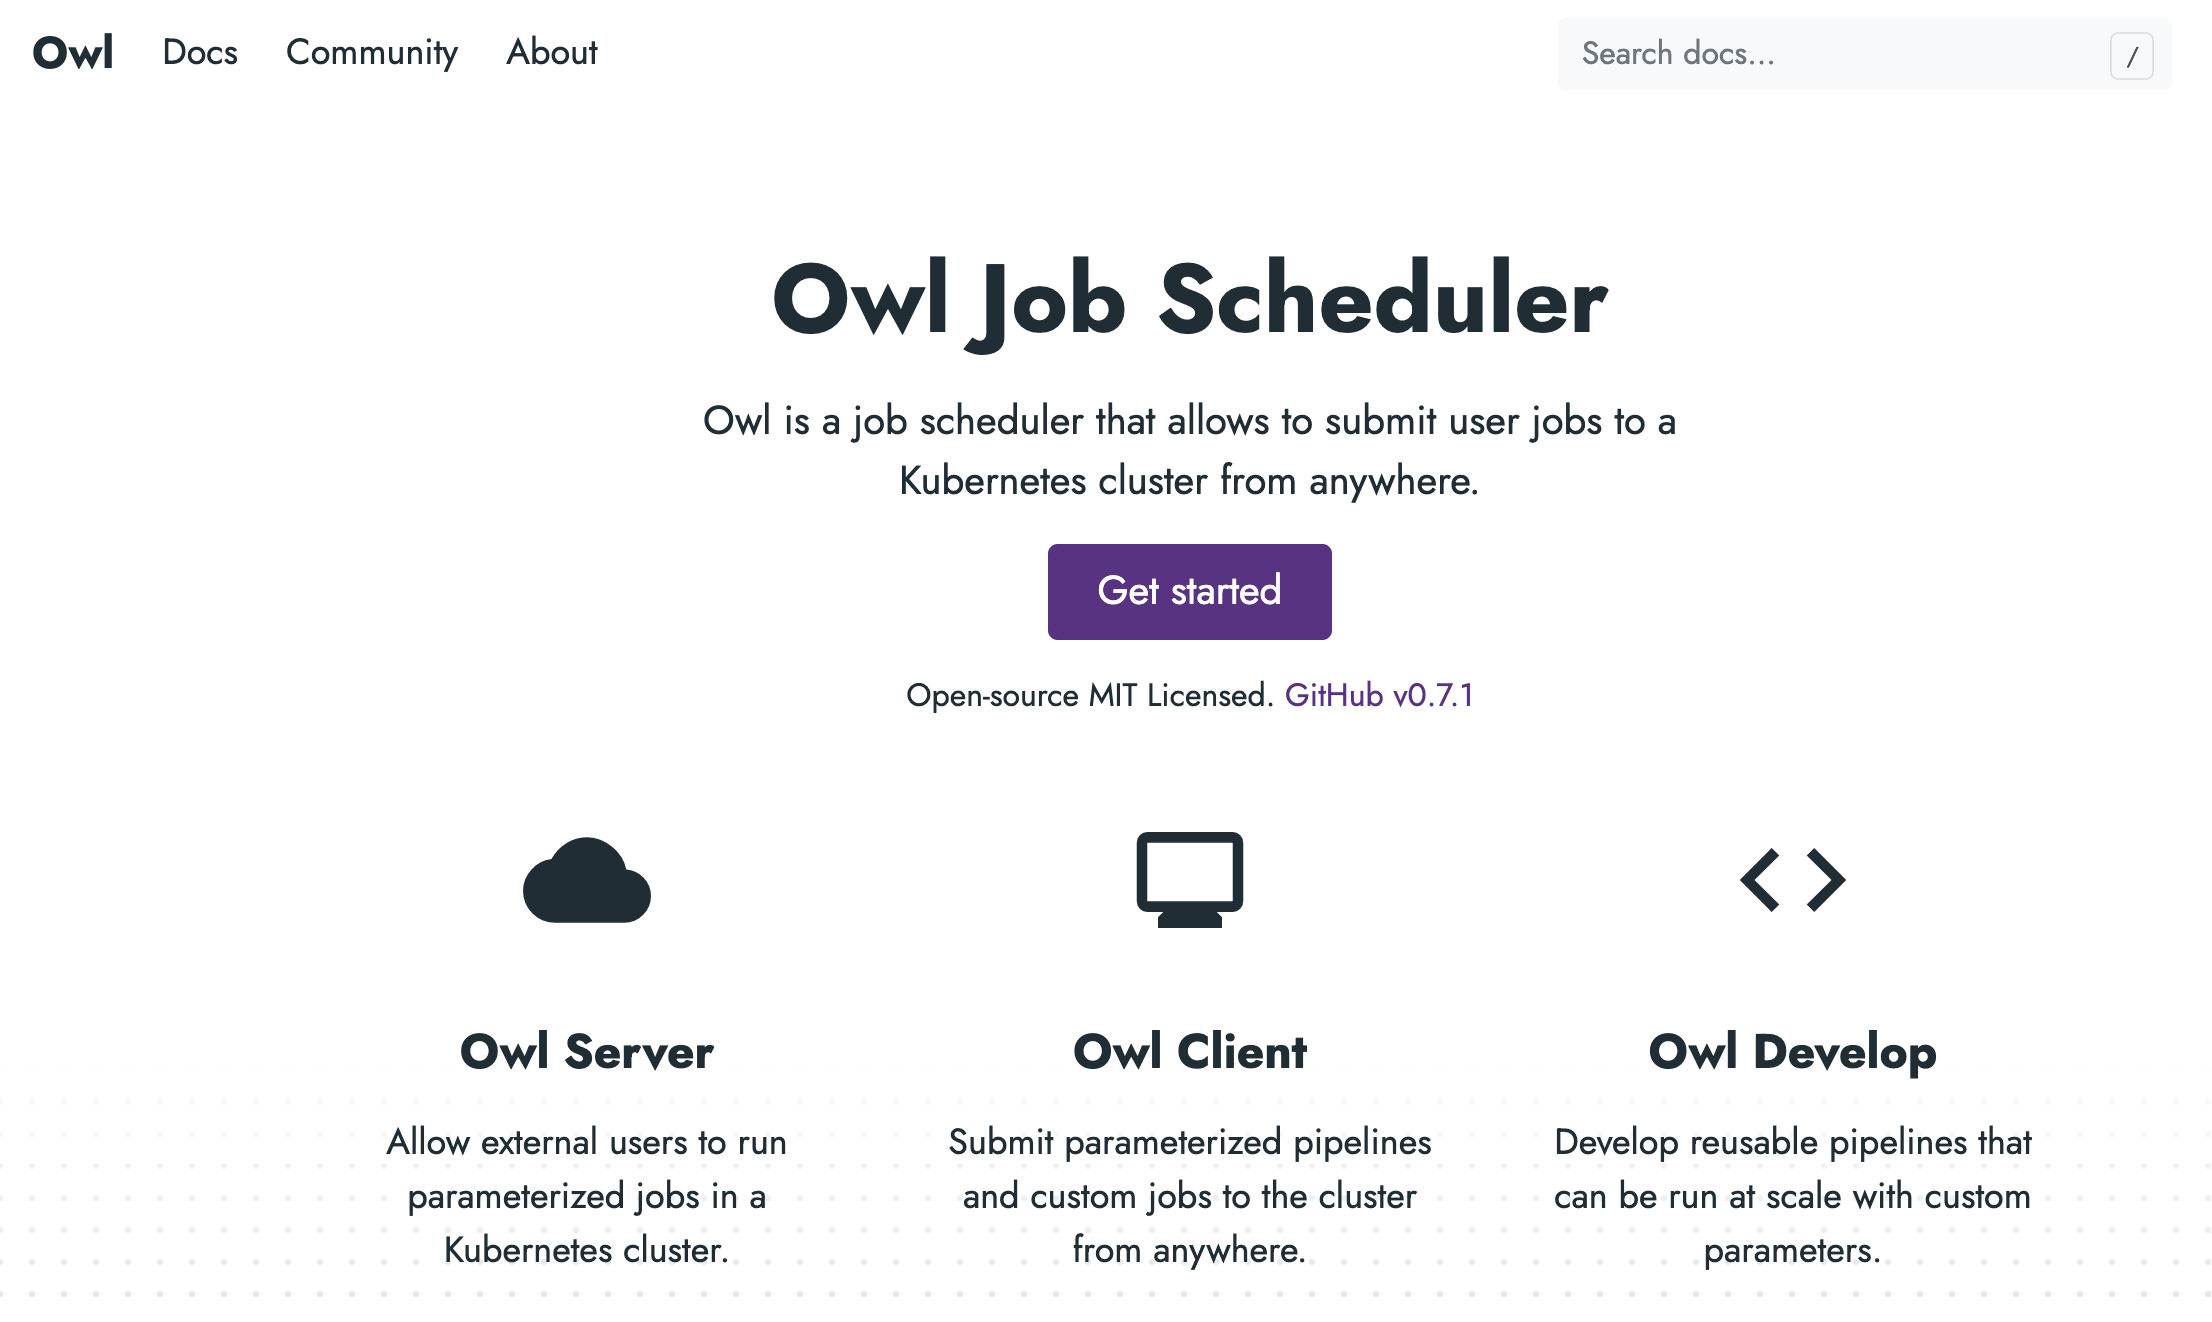 Owl Docs Community About Search docs... /
Owl Job Scheduler
Owl is a job scheduler that allows to submit user jobs to a
Kubernetes cluster from anywhere.
Get started
Open-source MIT Licensed. GitHub v0.7.1
Owl Server
Allow external users to run
parameterized jobs in a
Kubernetes cluster.
Owl Client
Submit parameterized pipelines
and custom jobs to the cluster
from anywhere.
Owl Develop
Develop reusable pipelines that
can be run at scale with custom
parameters.